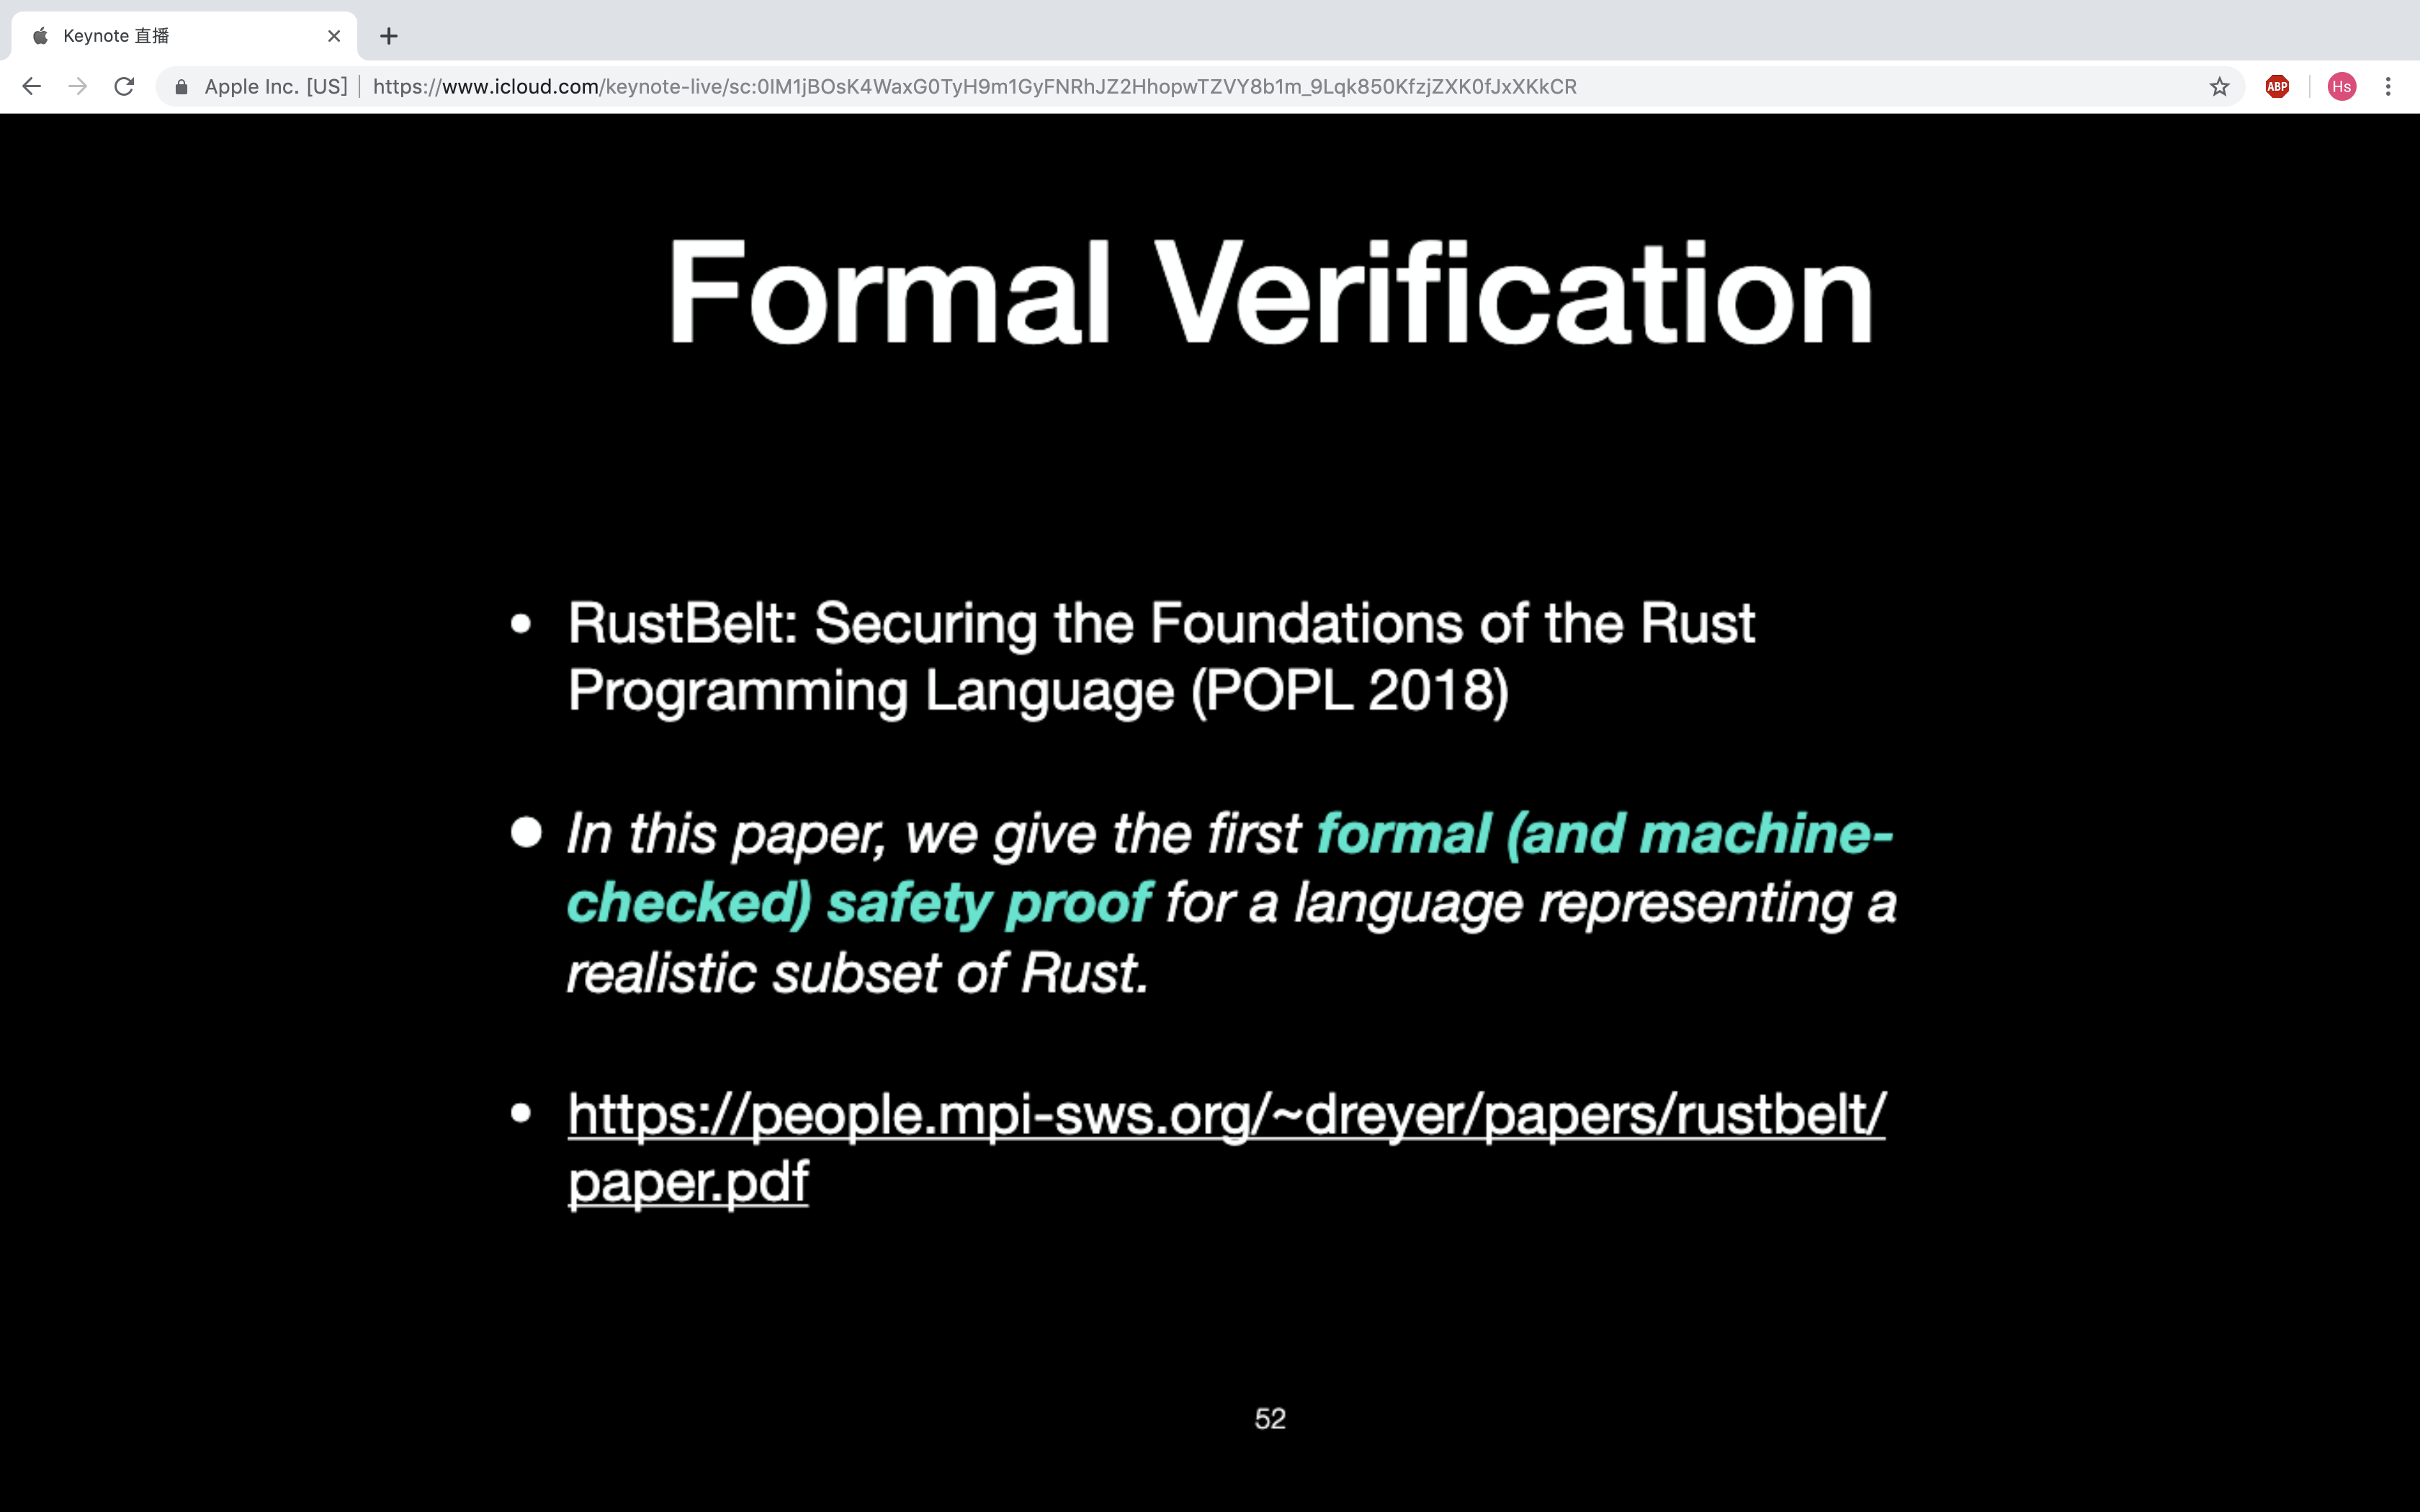 Keynote 直播
Apple Inc. [US] | https://www.icloud.com/keynote-live/sc:0IM1jBOsK4WaxG0TyH9m1GyFNRhJZ2HhopwTZVY8b1m_9Lqk850KfzjZXK0fJxXKkCR
ABP
Hs
Formal Verification
• RustBelt: Securing the Foundations of the Rust
Programming Language (POPL 2018)
• In this paper, we give the first formal (and machine-
checked) safety proof for a language representing a
realistic subset of Rust.
• https://people.mpi-sws.org/~dreyer/papers/rustbelt/
paper.pdf
52